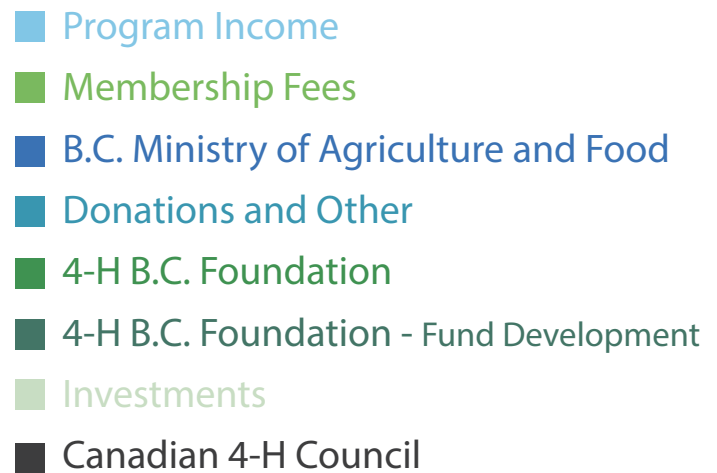 Program Income
Membership Fees
B.C. Ministry of Agriculture and Food
Donations and Other
4-H B.C. Foundation
4-H B.C. Foundation - Fund Development
Investments
Canadian 4-H Council